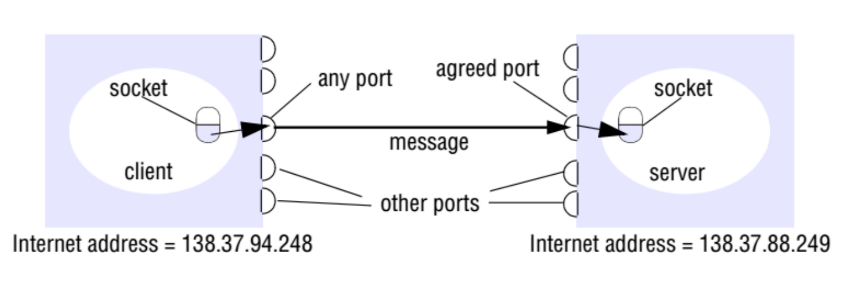 socket
any port
agreed port
socket
message
client
server
other ports
Internet address = 138.37.94.248
Internet address = 138.37.88.249